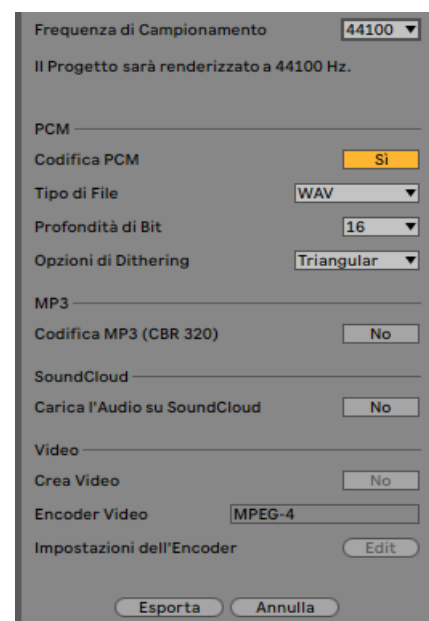 Frequenza di Campionamento 44100
Il Progetto sarà renderizzato a 44100 Hz.
PCM
Codifica PCM Sì
Tipo di File WAV
Profondità di Bit 16
Opzioni di Dithering Triangular
MP3
Codifica MP3 (CBR 320) No
SoundCloud
Carica l'Audio su SoundCloud No
Video
Crea Video No
Encoder Video MPEG-4
Impostazioni dell'Encoder Edit
Esporta Annulla